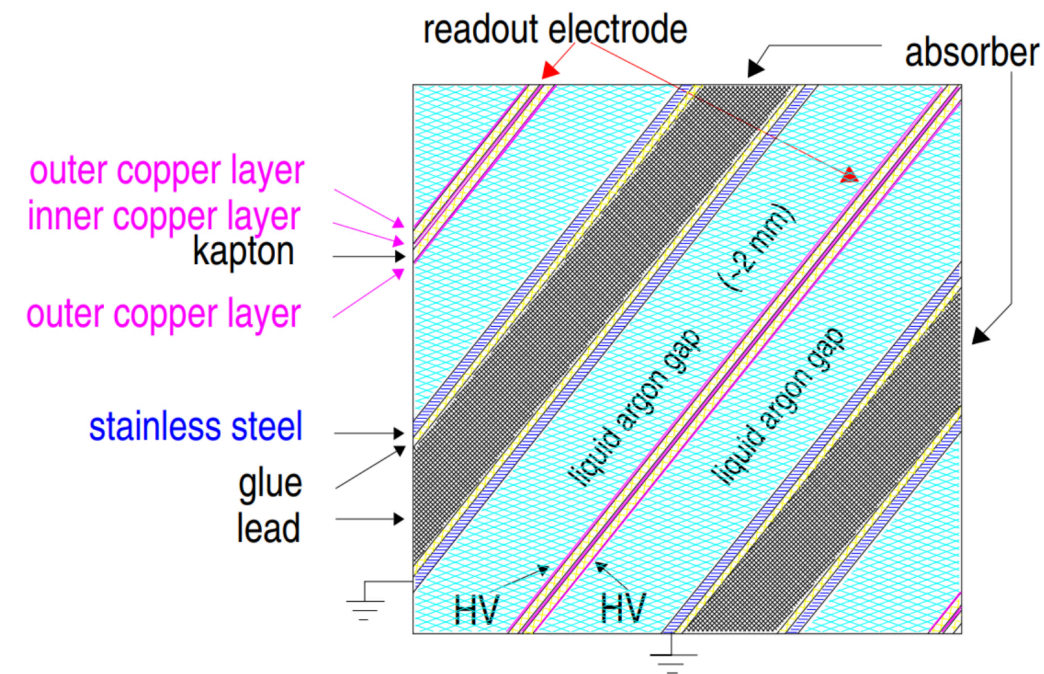 readout electrode
absorber
outer copper layer
inner copper layer
kapton
outer copper layer
(~2 mm)
liquid argon gap
liquid argon gap
stainless steel
glue
lead
HV
HV